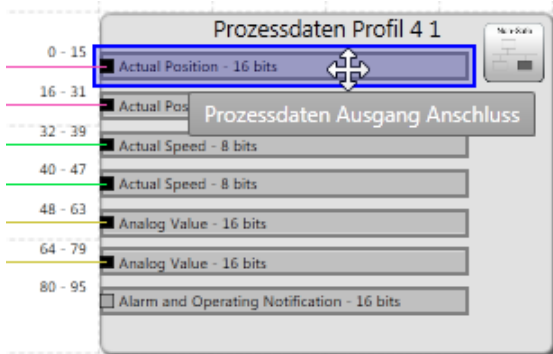 Prozessdaten Profil 4 1
0 - 15
Actual Position - 16 bits
16 - 31
Actual Pos
Prozessdaten Ausgang Anschluss
32 - 39
Actual Speed - 8 bits
40 - 47
Actual Speed - 8 bits
48 - 63
Analog Value - 16 bits
64 - 79
Analog Value - 16 bits
80 - 95
Alarm and Operating Notification - 16 bits